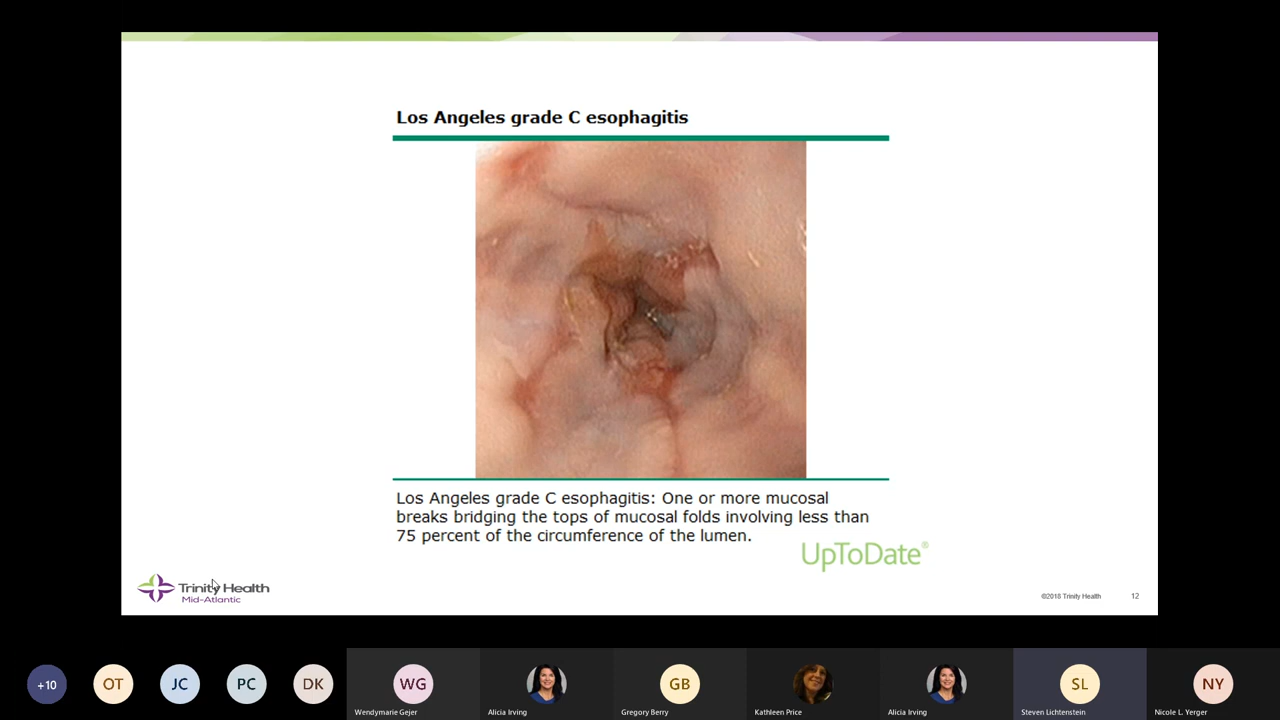 Los Angeles grade C esophagitis
Los Angeles grade C esophagitis: One or more mucosal
breaks bridging the tops of mucosal folds involving less than
75 percent of the circumference of the lumen.
UpToDate®
Trinity Health
Mid-Atlantic
©2018 Trinity Health
12
+10
OT
JC
PC
DK
WG
GB
SL
NY
Wendymarie Gejer
Alicia Irving
Gregory Berry
Kathleen Price
Alicia Irving
Steven Lichtenstein
Nicole L. Yerger